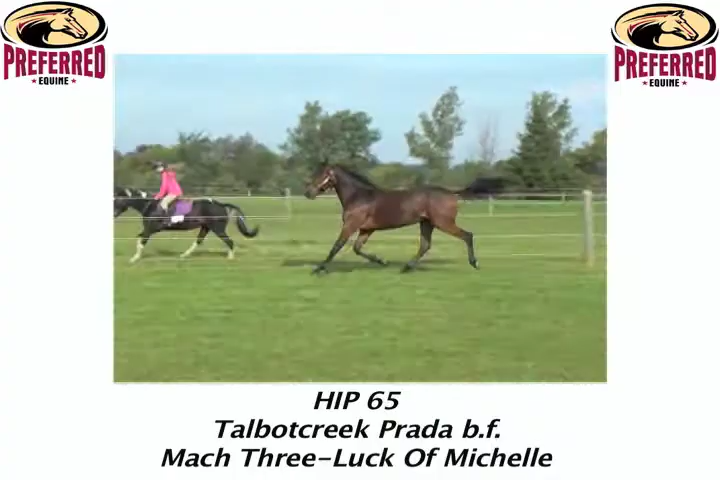 PREFERRED
EQUINE
PREFERRED
EQUINE
HIP 65
Talbotcreek Prada b.f.
Mach Three-Luck Of Michelle